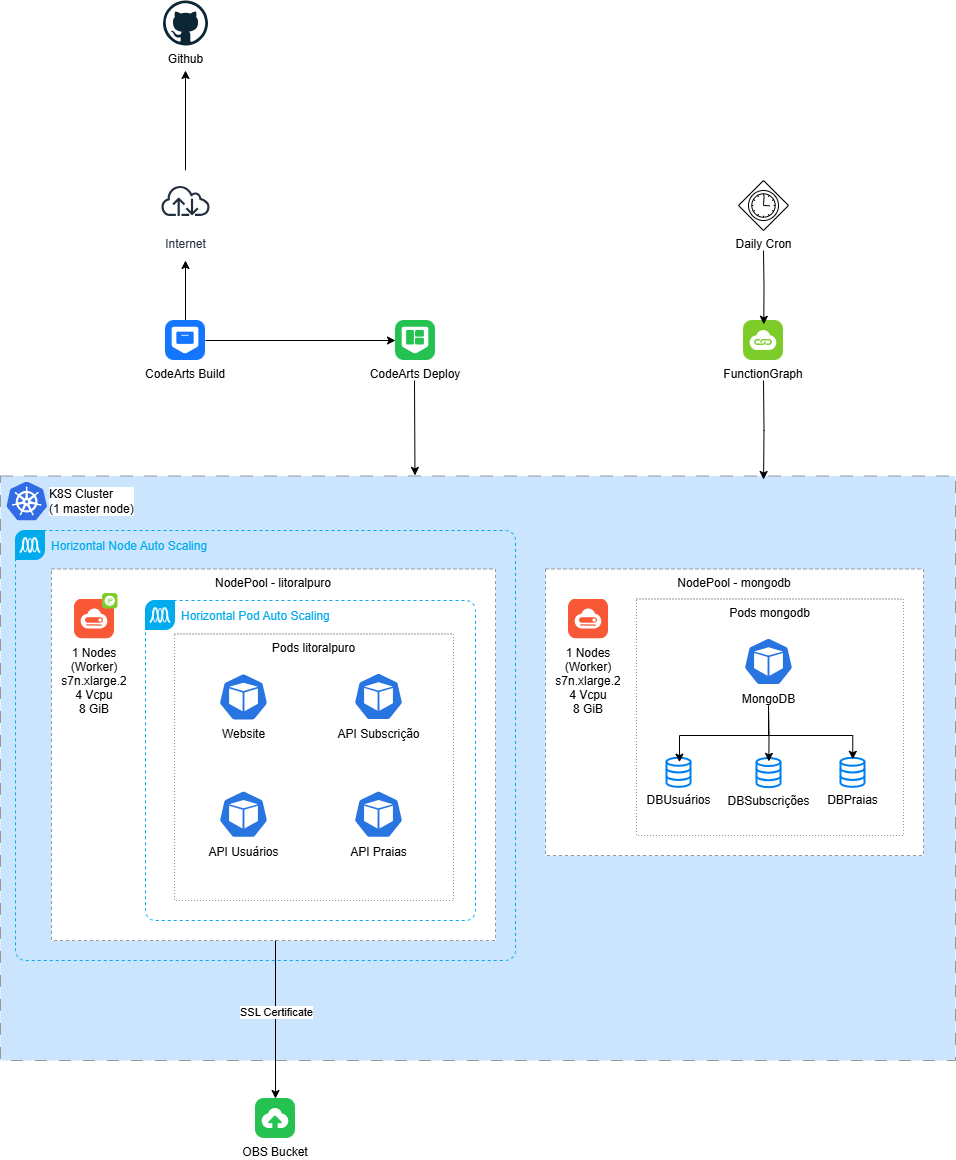 Github
Internet
Daily Cron
CodeArts Build
CodeArts Deploy
FunctionGraph
K8S Cluster
(1 master node)
Horizontal Node Auto Scaling
NodePool - litoralpuro
Horizontal Pod Auto Scaling
1 Nodes
(Worker)
s7n.xlarge.2
4 Vcpu
8 GiB
Pods litoralpuro
Website
API Subscrição
API Usuários
API Praias
NodePool - mongodb
1 Nodes
(Worker)
s7n.xlarge.2
4 Vcpu
8 GiB
Pods mongodb
MongoDB
DBUsuários
DBSubscrições
DBPraias
SSL Certificate
OBS Bucket